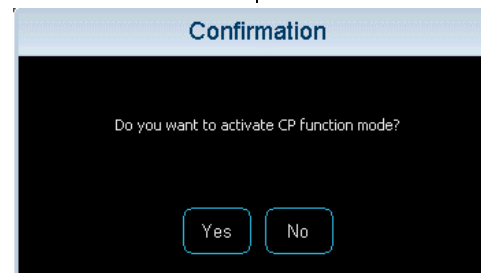 Confirmation
Do you want to activate CP function mode?
Yes No